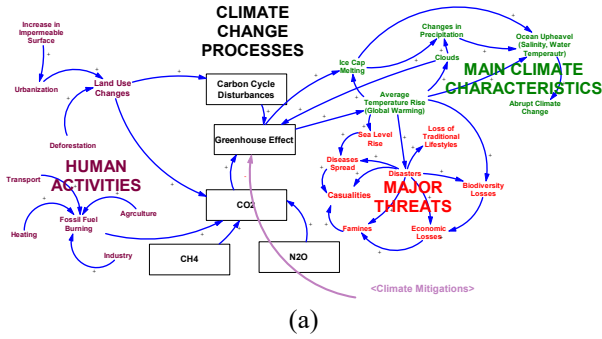 CLIMATE
CHANGE
PROCESSES
Increase in
Impermeable
Surface
Urbanization
Land Use
Changes
Deforestation
HUMAN
ACTIVITIES
Transport
Heating
Fossil Fuel
Burning
Agrculture
Industry
Carbon Cycle
Disturbances
Greenhouse Effect
CO2
CH4
N2O
Ice Cap
Melting
Changes in
Precipitation
Clouds
Ocean Upheavel
(Salinity, Water
Temperautr)
MAIN CLIMATE
CHARACTERISTICS
Average
Temperature Rise
(Global Warming)
Abrupt Climate
Change
Sea Level
Rise
Loss of
Traditional
Lifestyles
Diseases
Spread
Disasters
MAJOR
THREATS
Biodiversity
Losses
Casualities
Famines
Economic
Losses
<Climate Mitigations>
(a)